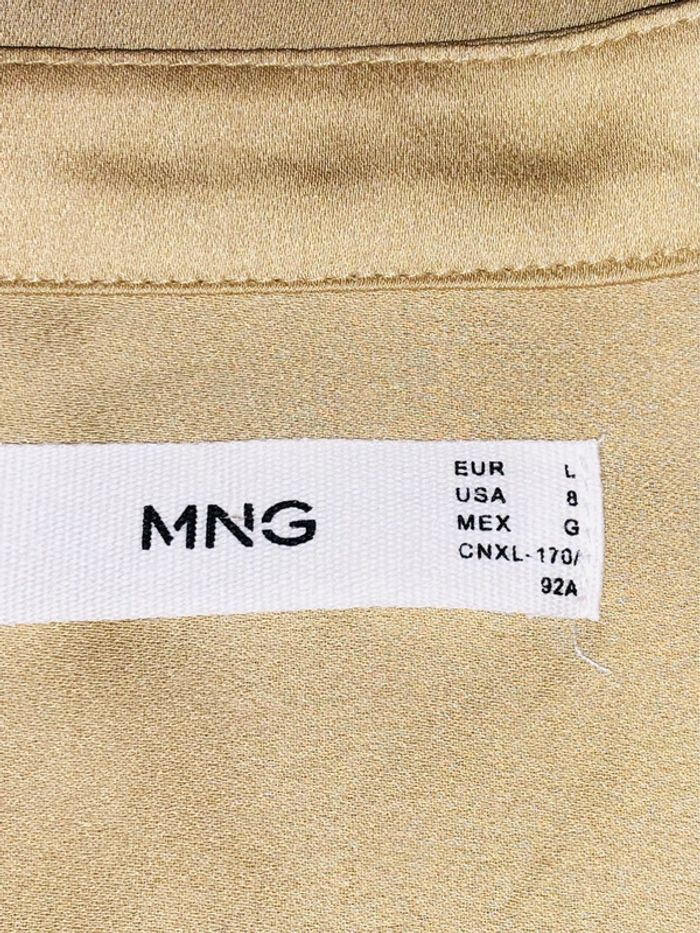 MNG
EUR L
USA 8
MEX G
CNXL-170/
92A